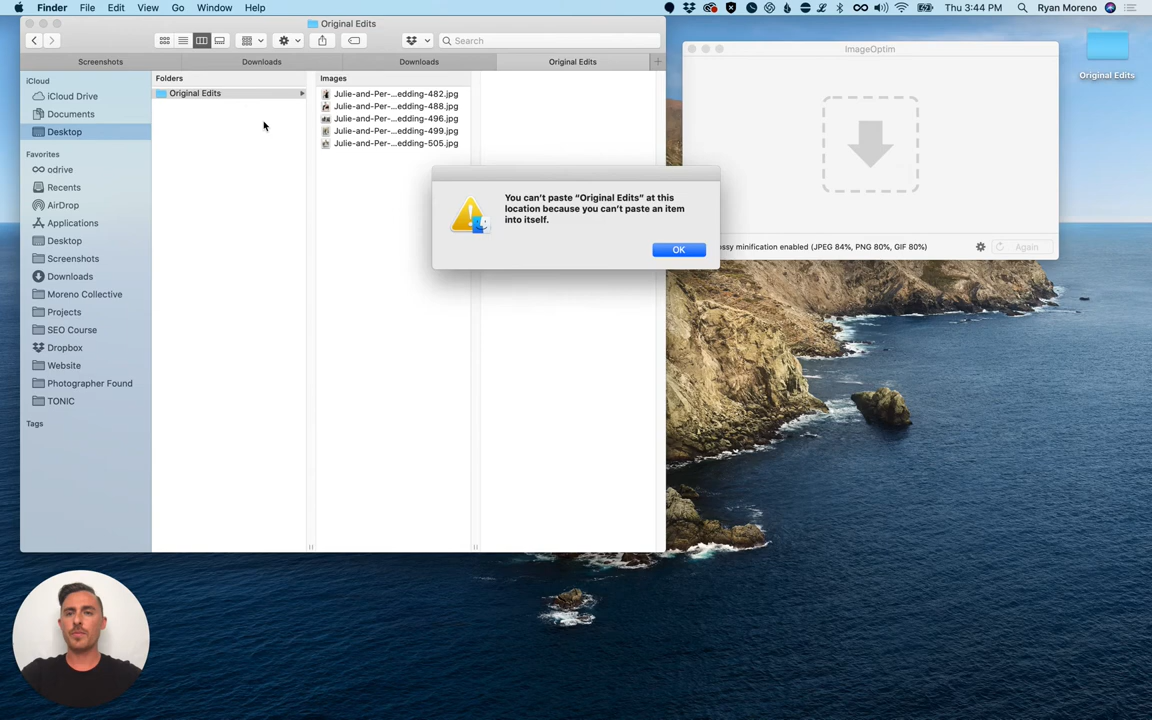 Finder File Edit View Go Window Help
Thu 3:44 PM Ryan Moreno
Original Edits
Search
Screenshots Downloads Downloads Original Edits +
iCloud
iCloud Drive
Documents
Desktop
Favorites
odrive
Recents
AirDrop
Applications
Desktop
Screenshots
Downloads
Moreno Collective
Projects
SEO Course
Dropbox
Website
Photographer Found
TONIC
Tags
Folders
Original Edits
Images
Julie-and-Per-...edding-482.jpg
Julie-and-Per-...edding-488.jpg
Julie-and-Per-...edding-496.jpg
Julie-and-Per-...edding-499.jpg
Julie-and-Per-...edding-505.jpg
You can’t paste “Original Edits” at this
location because you can’t paste an item
into itself.
OK
ImageOptim
ossy minification enabled (JPEG 84%, PNG 80%, GIF 80%)
Again
Original Edits